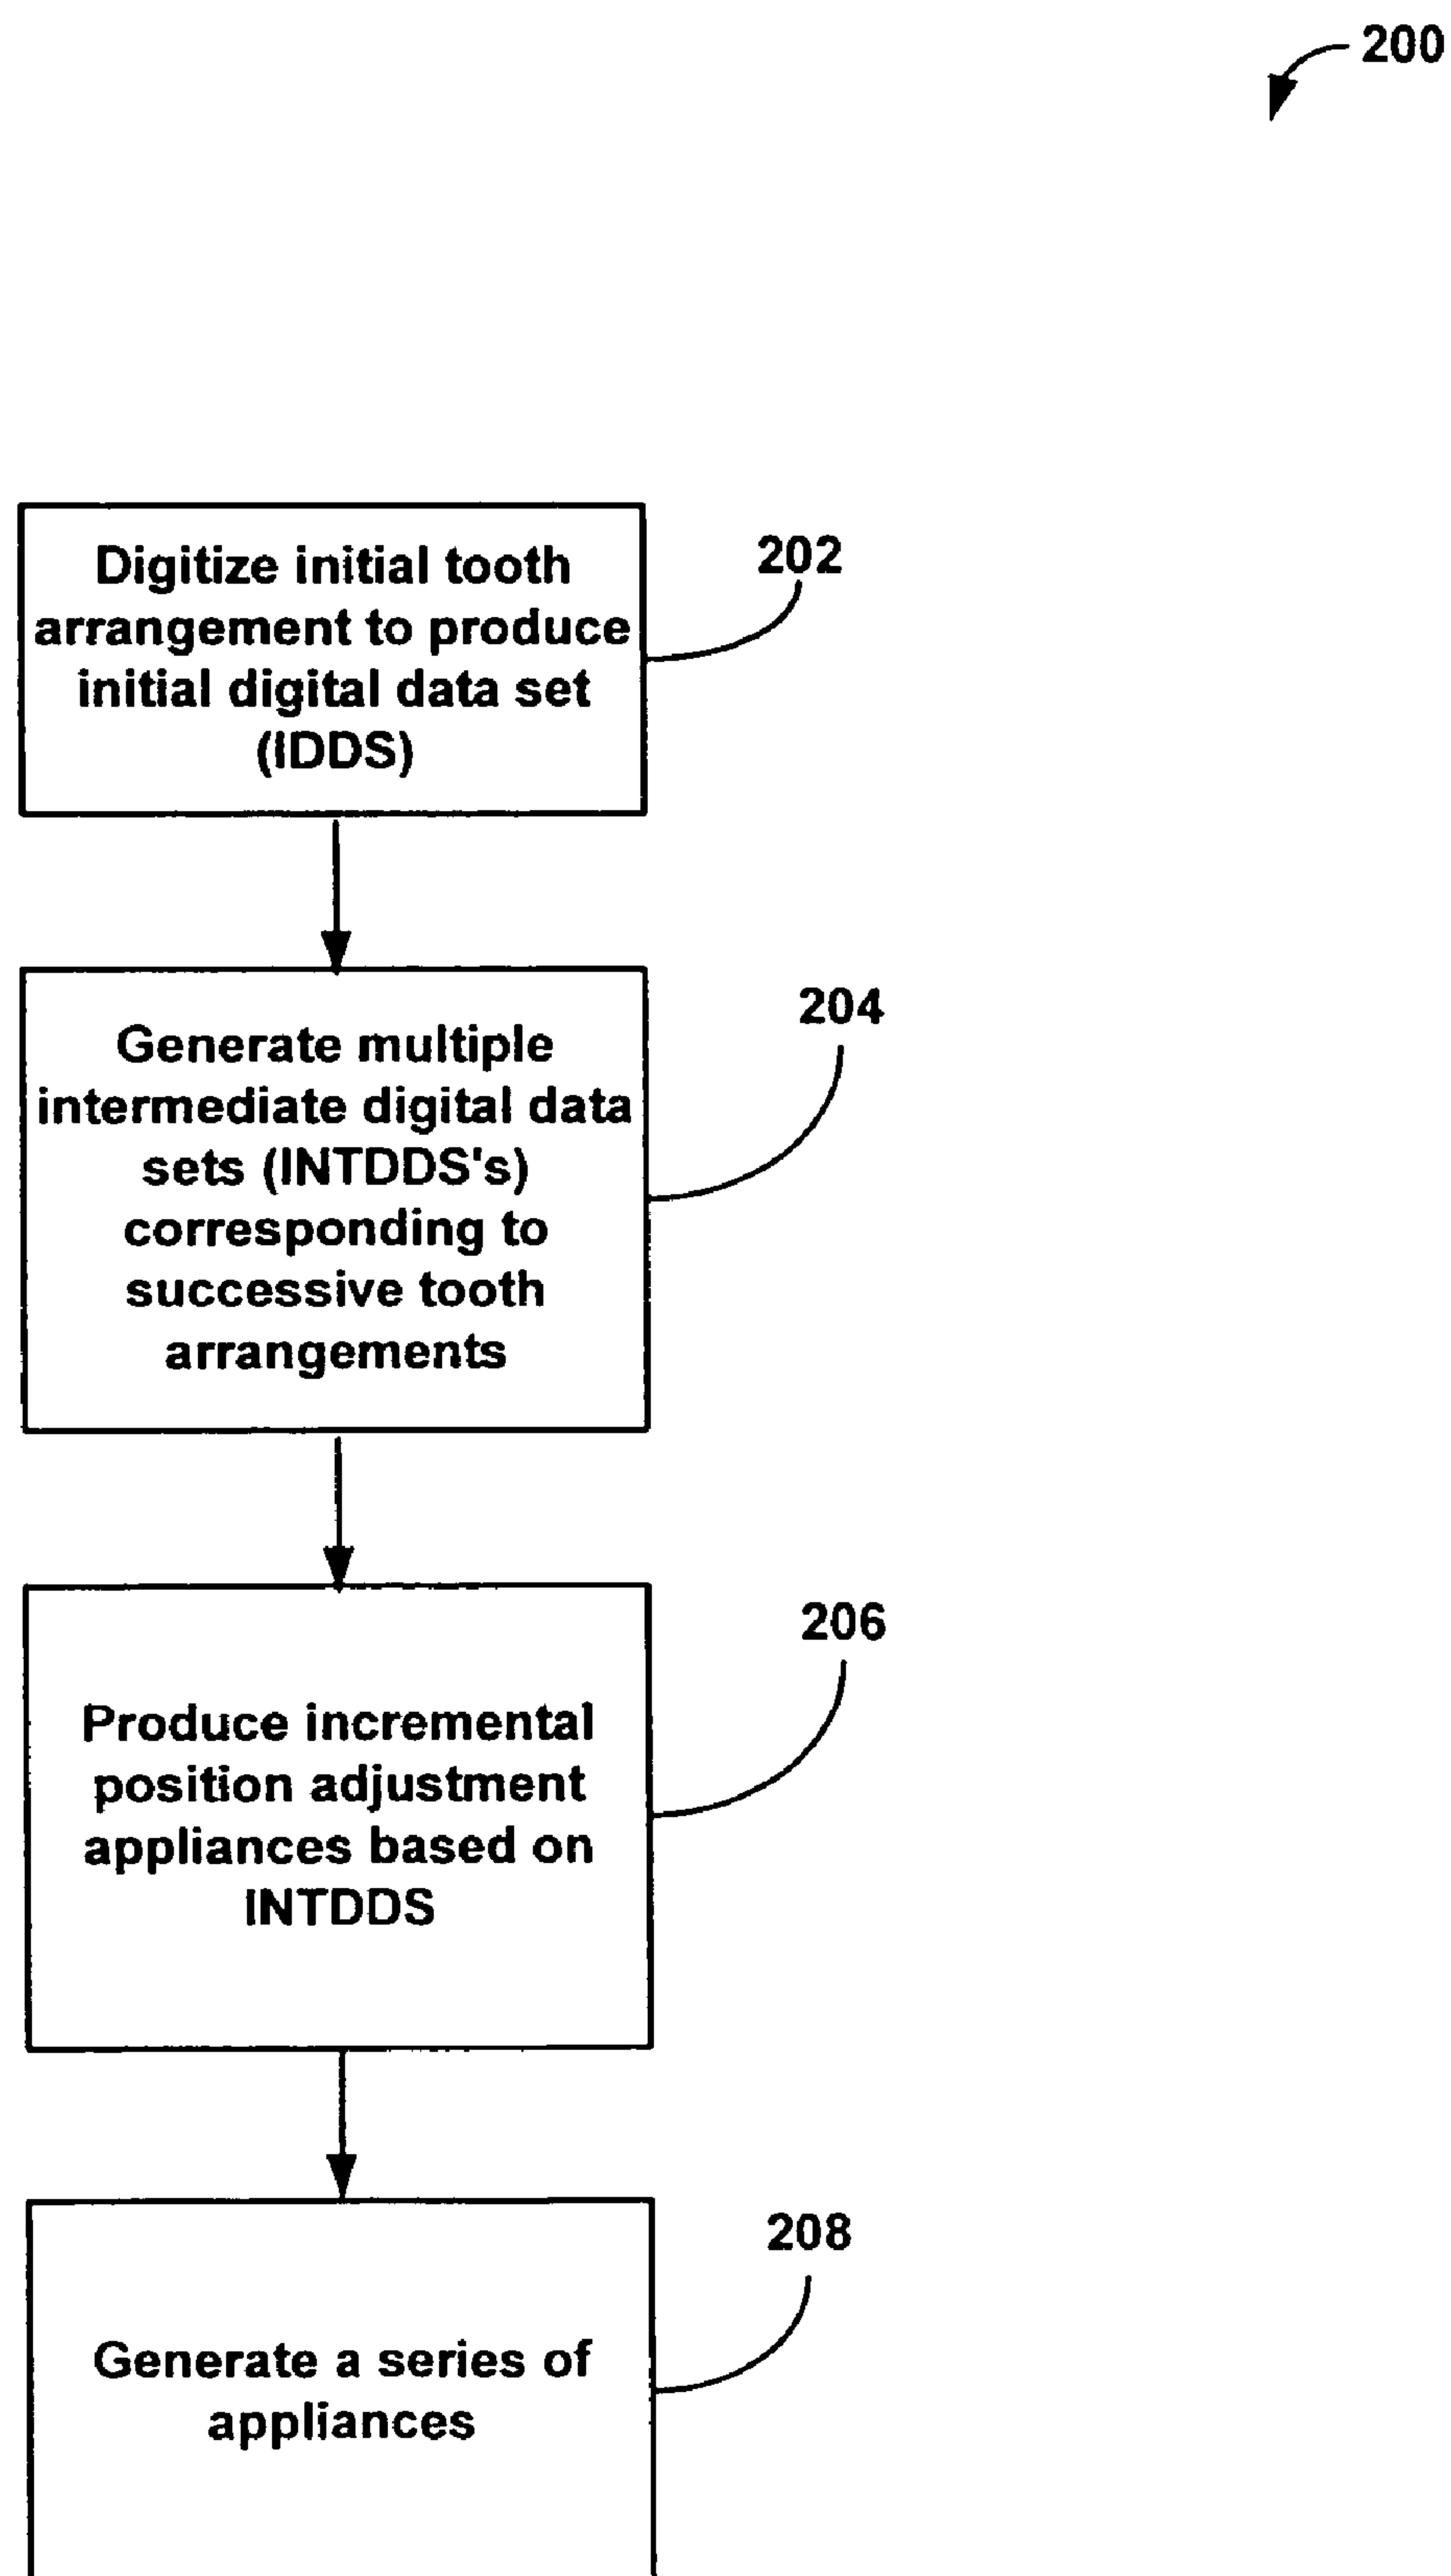 200
Digitize initial tooth
arrangement to produce
initial digital data set
(IDDS)
202
Generate multiple
intermediate digital data
sets (INTDDS's)
corresponding to
successive tooth
arrangements
204
Produce incremental
position adjustment
appliances based on
INTDDS
206
Generate a series of
appliances
208